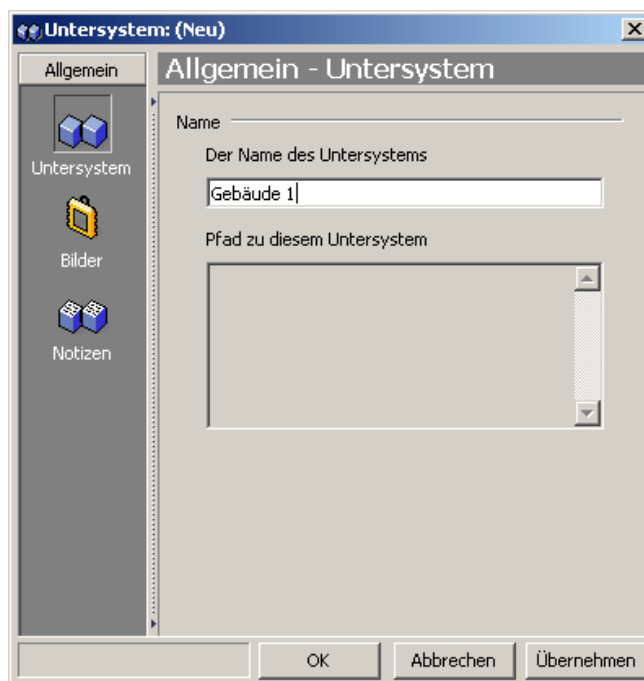 Untersystem: (Neu)
Allgemein
Allgemein - Untersystem
Untersystem
Bilder
Notizen
Name
Der Name des Untersystems
Gebäude 1
Pfad zu diesem Untersystem
OK
Abbrechen
Übernehmen